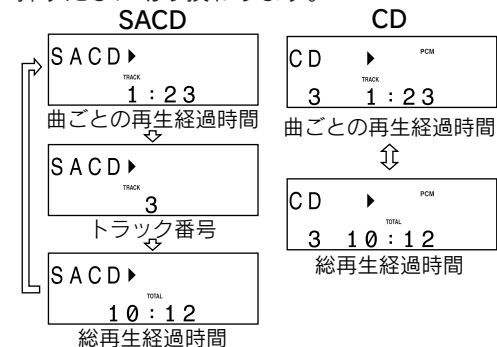 SACD
SACD
TRACK
1:23
曲ごとの再生経過時間
SACD
TRACK
3
トラック番号
SACD
TOTAL
10:12
総再生経過時間
CD
CD PCM
TRACK
3 1:23
曲ごとの再生経過時間
CD PCM
TOTAL
3 10:12
総再生経過時間